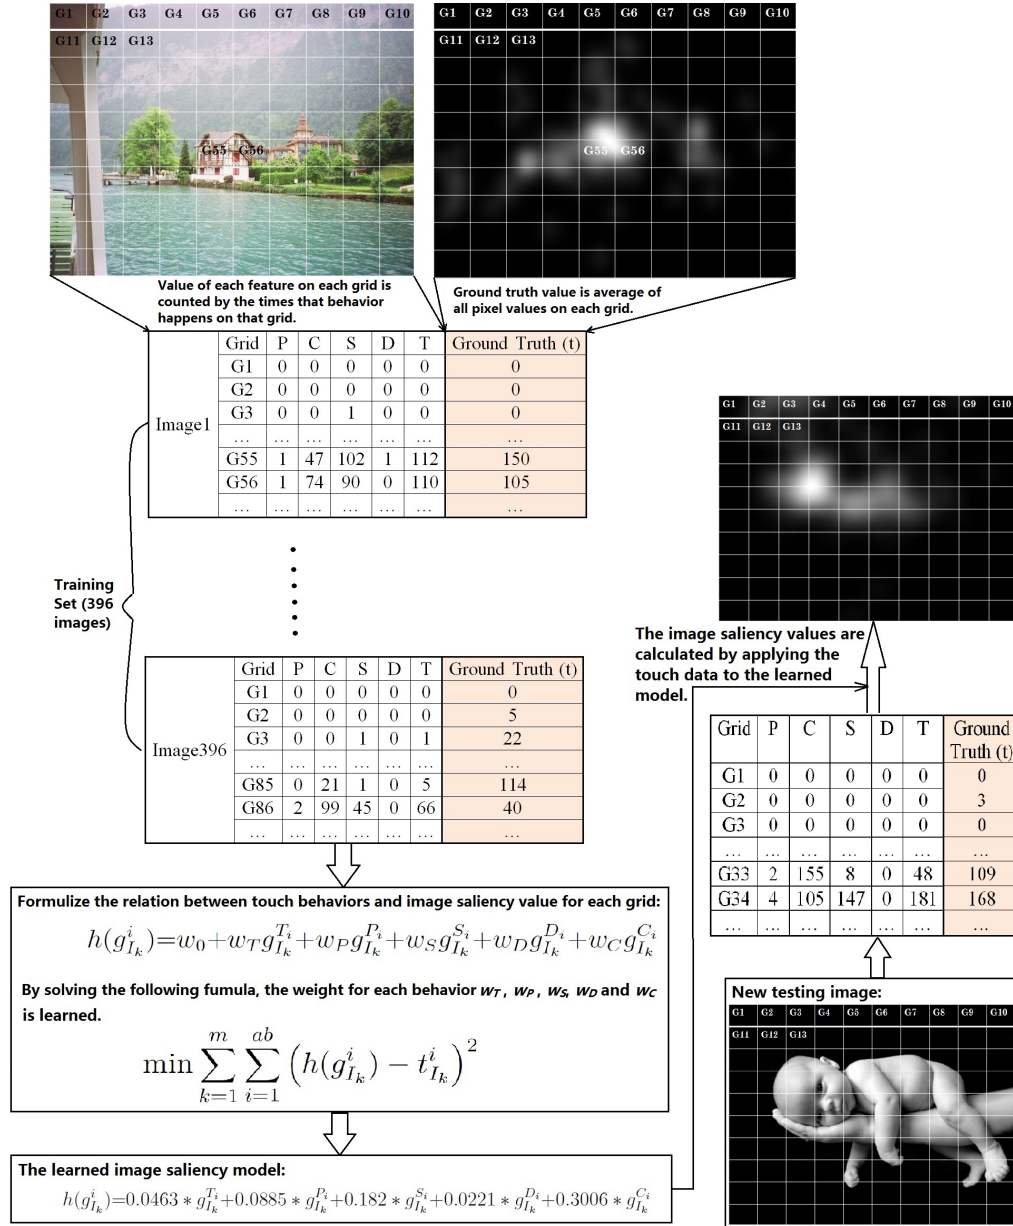 G1 G2 G3 G4 G5 G6 G7 G8 G9 G10
G11 G12 G13
G55 G56
G1 G2 G3 G4 G5 G6 G7 G8 G9 G10
G11 G12 G13
G55 G56
Value of each feature on each grid is
counted by the times that behavior
happens on that grid.
Ground truth value is average of
all pixel values on each grid.
Image1
Grid P C S D T Ground Truth (t)
G1 0 0 0 0 0 0
G2 0 0 0 0 0 0
G3 0 0 1 0 0 0
... ... ... ... ... ... ...
G55 1 47 102 1 112 150
G56 1 74 90 0 110 105
... ... ... ... ... ... ...
Training
Set (396
images)
Image396
Grid P C S D T Ground Truth (t)
G1 0 0 0 0 0 0
G2 0 0 0 0 0 5
G3 0 0 1 0 1 22
... ... ... ... ... ... ...
G85 0 21 1 0 5 114
G86 2 99 45 0 66 40
... ... ... ... ... ... ...
Formulize the relation between touch behaviors and image saliency value for each grid:
h(g_{I_k}^i)=w_0+w_T g_{I_k}^{T_i}+w_P g_{I_k}^{P_i}+w_S g_{I_k}^{S_i}+w_D g_{I_k}^{D_i}+w_C g_{I_k}^{C_i}
By solving the following fumula, the weight for each behavior w_T , w_P , w_S, w_D and w_C
is learned.
min \sum_{k=1}^{m} \sum_{i=1}^{ab} (h(g_{I_k}^i) − t_{I_k}^i)^2
The learned image saliency model:
h(g_{I_k}^i)=0.0463 * g_{I_k}^{T_i}+0.0885 * g_{I_k}^{P_i}+0.182 * g_{I_k}^{S_i}+0.0221 * g_{I_k}^{D_i}+0.3006 * g_{I_k}^{C_i}
G1 G2 G3 G4 G5 G6 G7 G8 G9 G10
G11 G12 G13
The image saliency values are
calculated by applying the
touch data to the learned
model.
Grid P C S D T Ground
Truth (t)
G1 0 0 0 0 0 0
G2 0 0 0 0 0 3
G3 0 0 0 0 0 0
... ... ... ... ... ... ...
G33 2 155 8 0 48 109
G34 4 105 147 0 181 168
... ... ... ... ... ... ...
New testing image:
G1 G2 G3 G4 G5 G6 G7 G8 G9 G10
G11 G12 G13